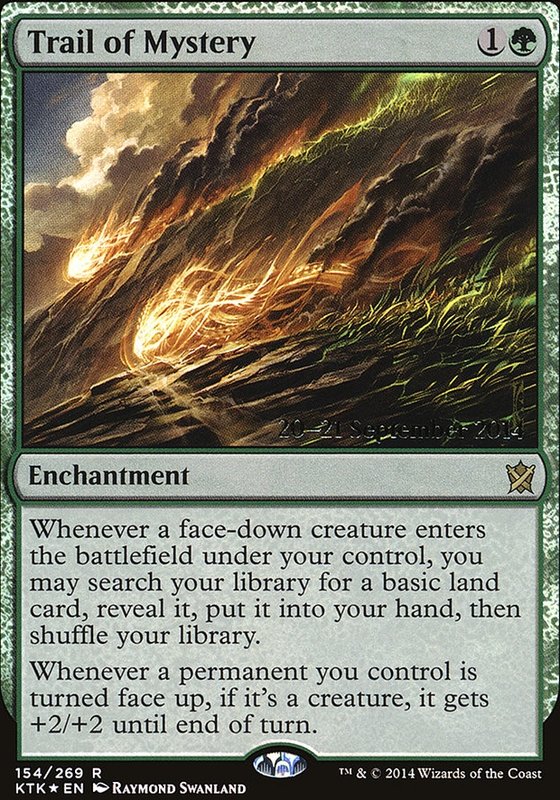 Trail of Mystery 1
20–21 September 2014
Enchantment
Whenever a face-down creature enters
the battlefield under your control, you
may search your library for a basic land
card, reveal it, put it into your hand, then
shuffle your library.
Whenever a permanent you control is
turned face up, if it's a creature, it gets
+2/+2 until end of turn.
154/269 R
KTK★EN Raymond Swanland
™ & © 2014 Wizards of the Coast